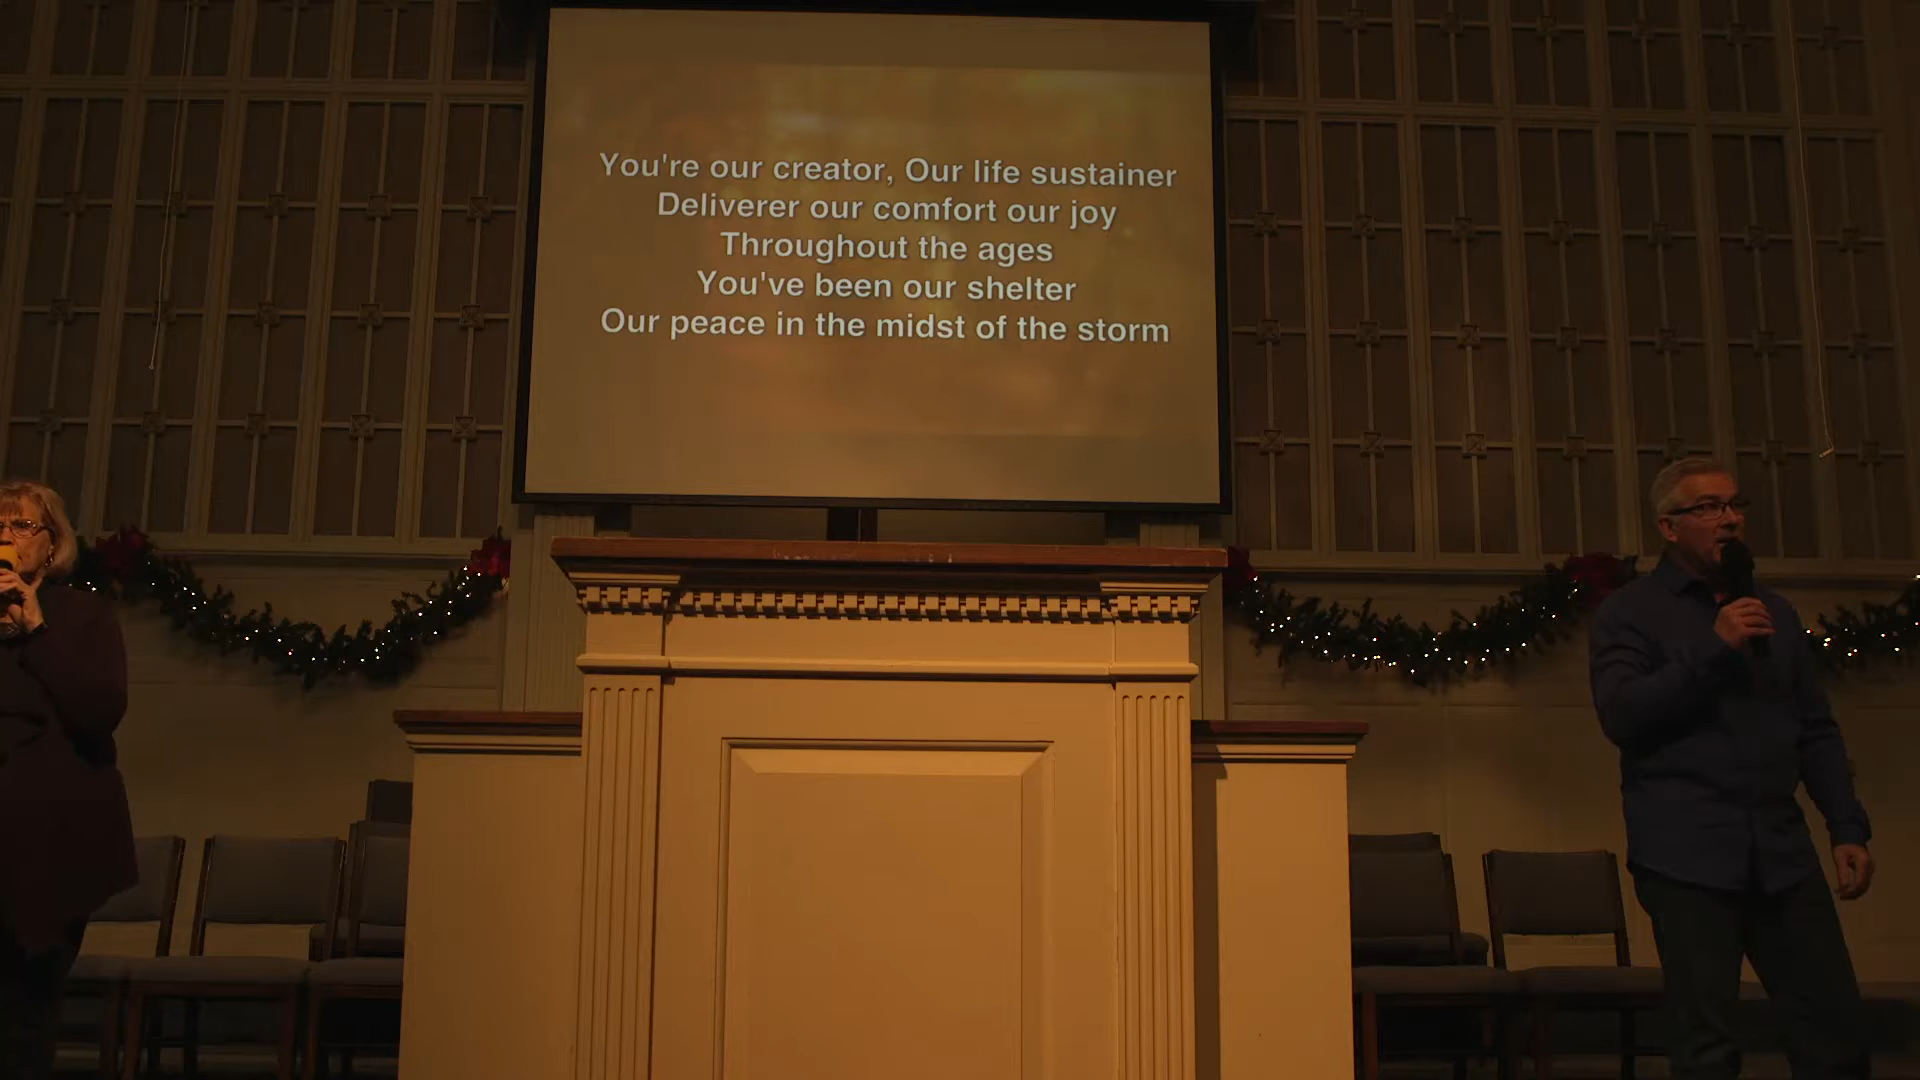 You're our creator, Our life sustainer
Deliverer our comfort our joy
Throughout the ages
You've been our shelter
Our peace in the midst of the storm